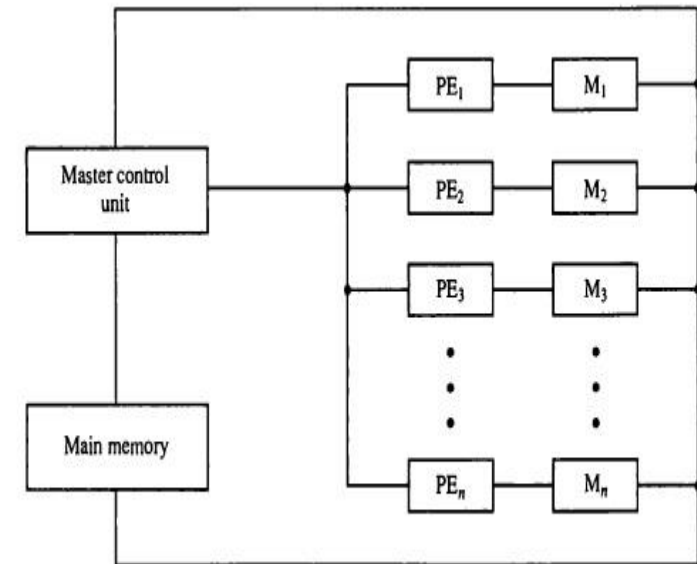 PE₁ M₁
Master control
unit
PE₂ M₂
PE₃ M₃
Main memory
PEₙ Mₙ